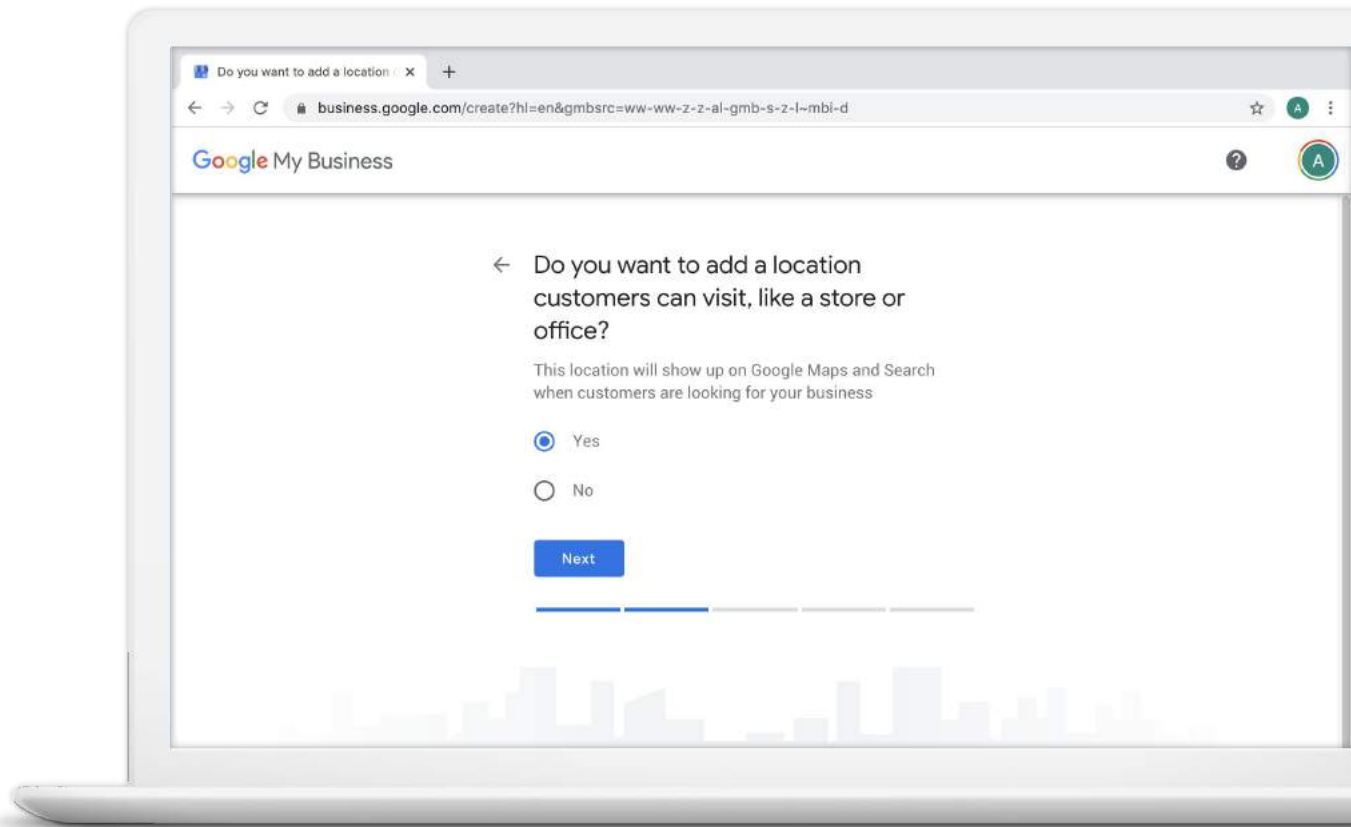 Do you want to add a location
business.google.com/create?hl=en&gmbsrc=ww-ww-z-z-al-gmb-s-z-l~mbi-d
A
Google My Business
A
Do you want to add a location
customers can visit, like a store or
office?
This location will show up on Google Maps and Search
when customers are looking for your business
Yes
No
Next